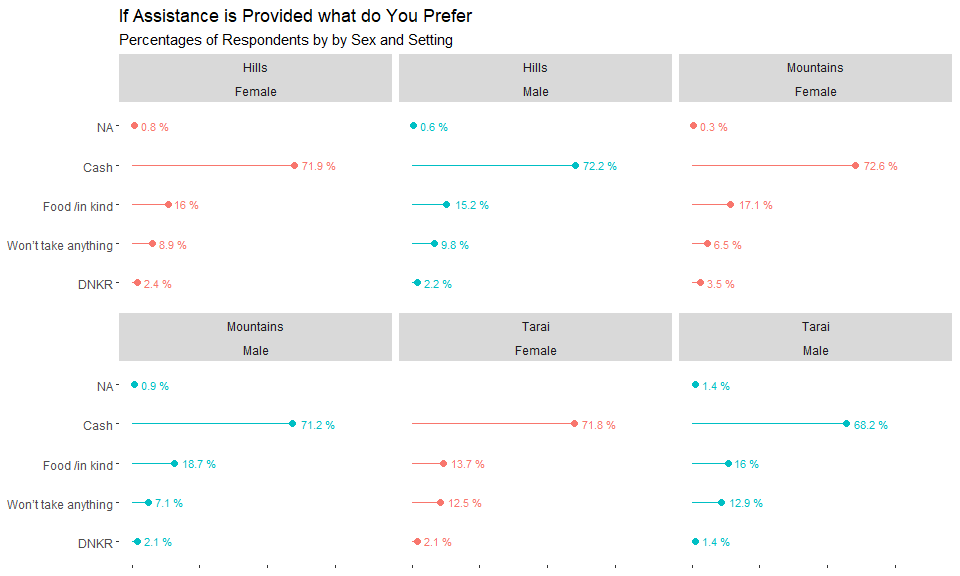 If Assistance is Provided what do You Prefer
Percentages of Respondents by by Sex and Setting
Hills
Female
Hills
Male
Mountains
Female
NA
0.8 %
0.6 %
0.3 %
Cash
71.9 %
72.2 %
72.6 %
Food /in kind
16 %
15.2 %
17.1 %
Won't take anything
8.9 %
9.8 %
6.5 %
DNKR
2.4 %
2.2 %
3.5 %
Mountains
Male
Tarai
Female
Tarai
Male
NA
0.9 %
1.4 %
Cash
71.2 %
71.8 %
68.2 %
Food /in kind
18.7 %
13.7 %
16 %
Won't take anything
7.1 %
12.5 %
12.9 %
DNKR
2.1 %
2.1 %
1.4 %